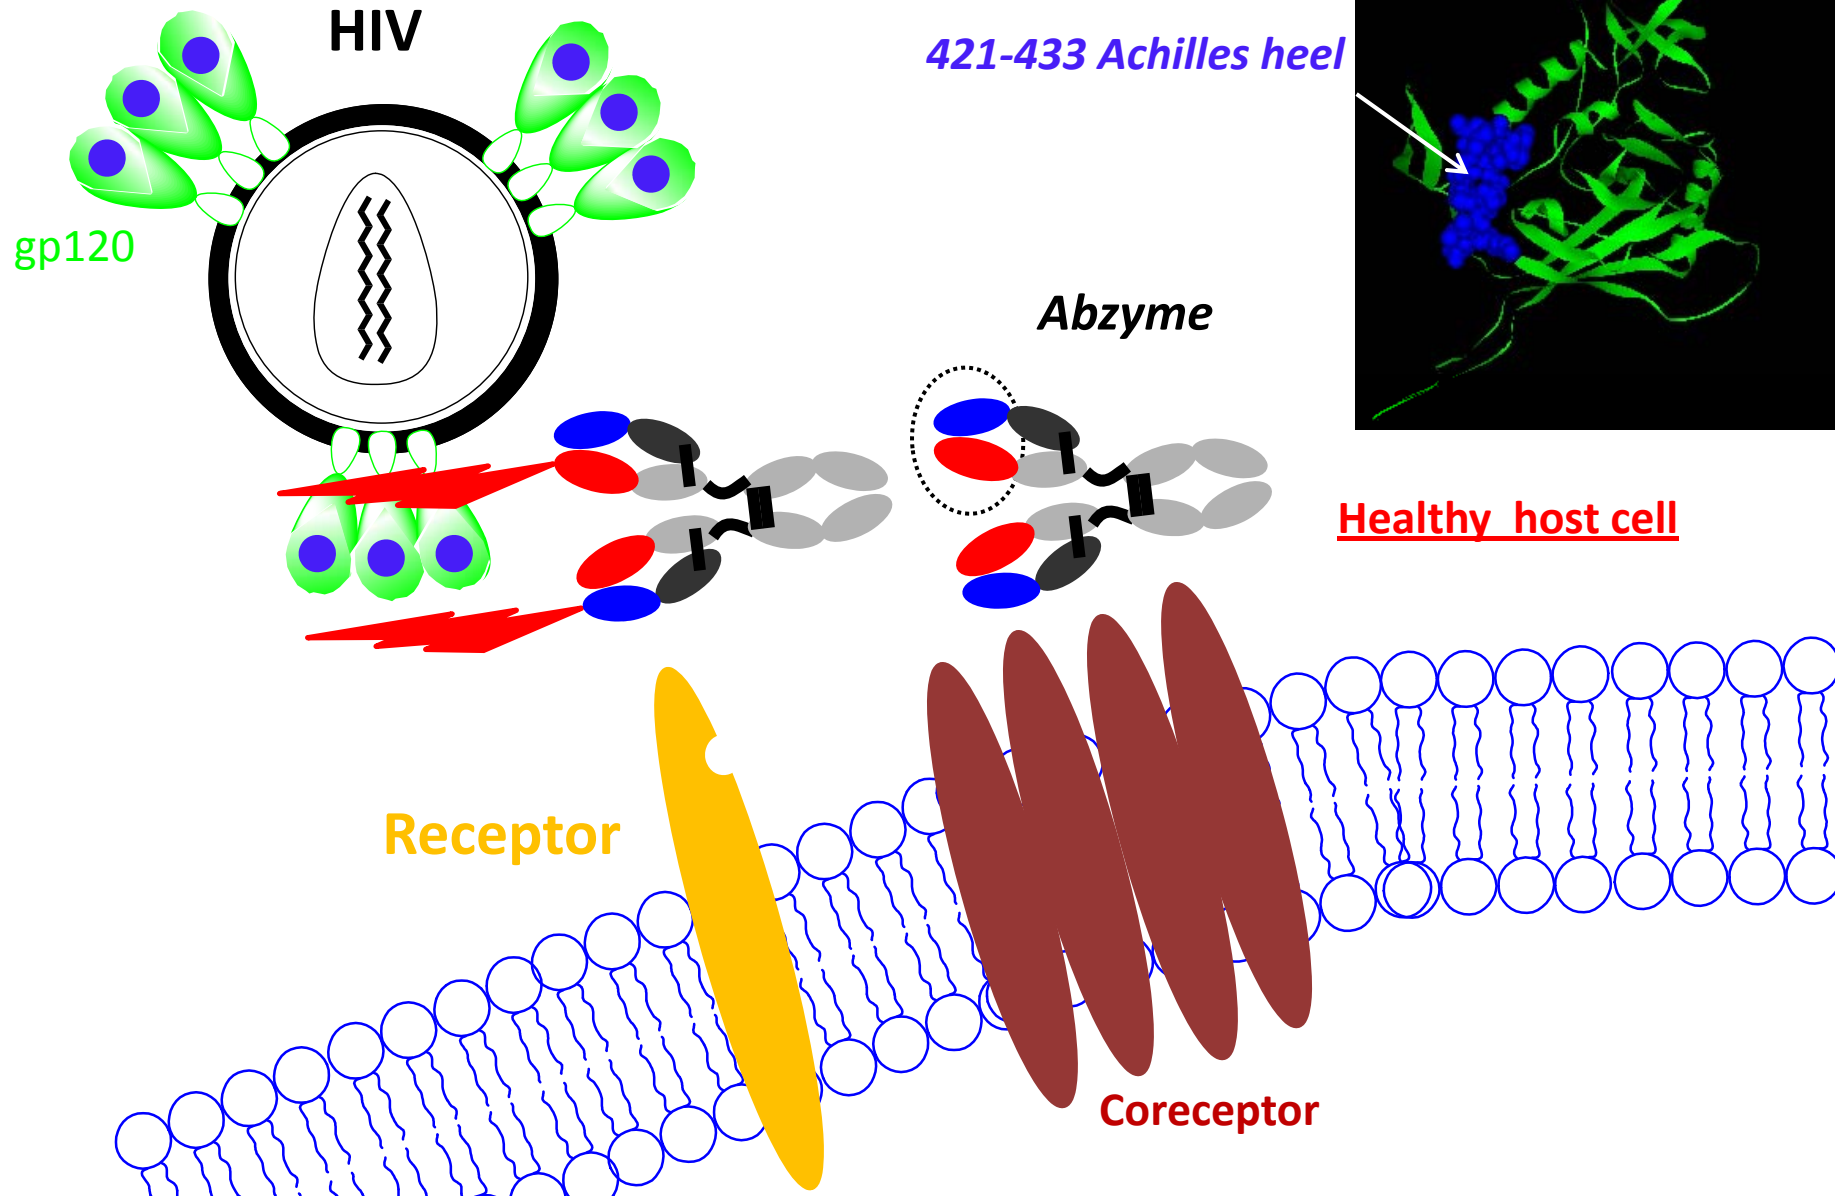 HIV
421-433 Achilles heel
gp120
Abzyme
Healthy host cell
Receptor
Coreceptor